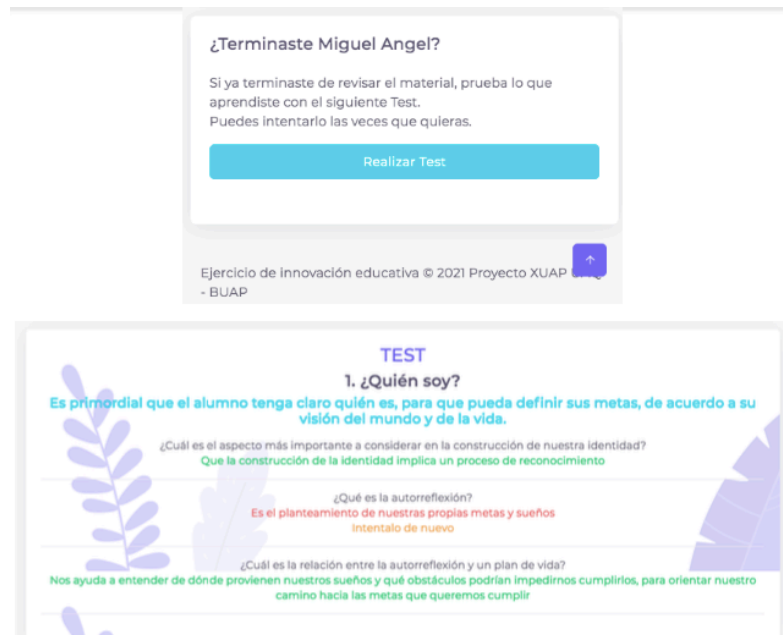 ¿Terminaste Miguel Angel?
Si ya terminaste de revisar el material, prueba lo que
aprendiste con el siguiente Test.
Puedes intentarlo las veces que quieras.
Realizar Test
Ejercicio de innovación educativa © 2021 Proyecto XUAP
- BUAP
TEST
1. ¿Quién soy?
Es primordial que el alumno tenga claro quién es, para que pueda definir sus metas, de acuerdo a su
visión del mundo y de la vida.
¿Cuál es el aspecto más importante a considerar en la construcción de nuestra identidad?
Que la construcción de la identidad implica un proceso de reconocimiento
¿Qué es la autorreflexión?
Es el planteamiento de nuestras propias metas y sueños
Intentalo de nuevo
¿Cuál es la relación entre la autorreflexión y un plan de vida?
Nos ayuda a entender de dónde provienen nuestros sueños y qué obstáculos podrían impedirnos cumplirlos, para orientar nuestro
camino hacia las metas que queremos cumplir